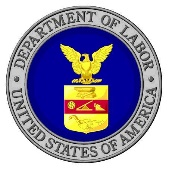 DEPARTMENT OF LABOR
UNITED STATES OF AMERICA